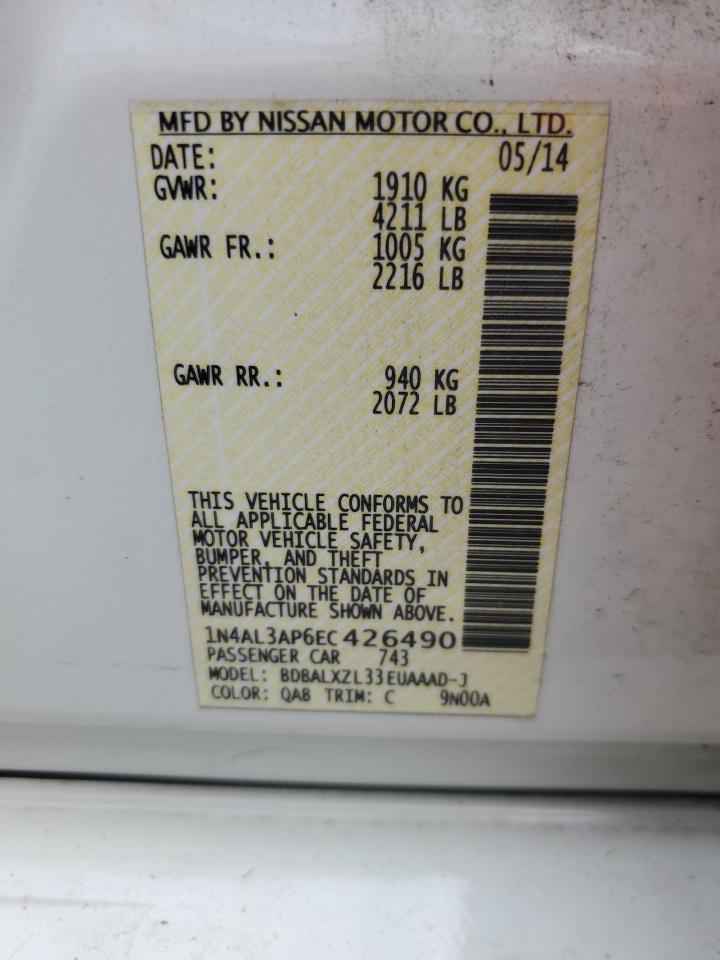 MFD BY NISSAN MOTOR CO., LTD.
DATE: 05/14
GVWR: 1910 KG
4211 LB
GAWR FR.: 1005 KG
2216 LB
GAWR RR.: 940 KG
2072 LB
THIS VEHICLE CONFORMS TO
ALL APPLICABLE FEDERAL
MOTOR VEHICLE SAFETY,
BUMPER, AND THEFT
PREVENTION STANDARDS IN
EFFECT ON THE DATE OF
MANUFACTURE SHOWN ABOVE.
1N4AL3AP6EC426490
PASSENGER CAR 743
MODEL: BDBALXZL33EUAAAD-J
COLOR: QAB TRIM: C 9N00A